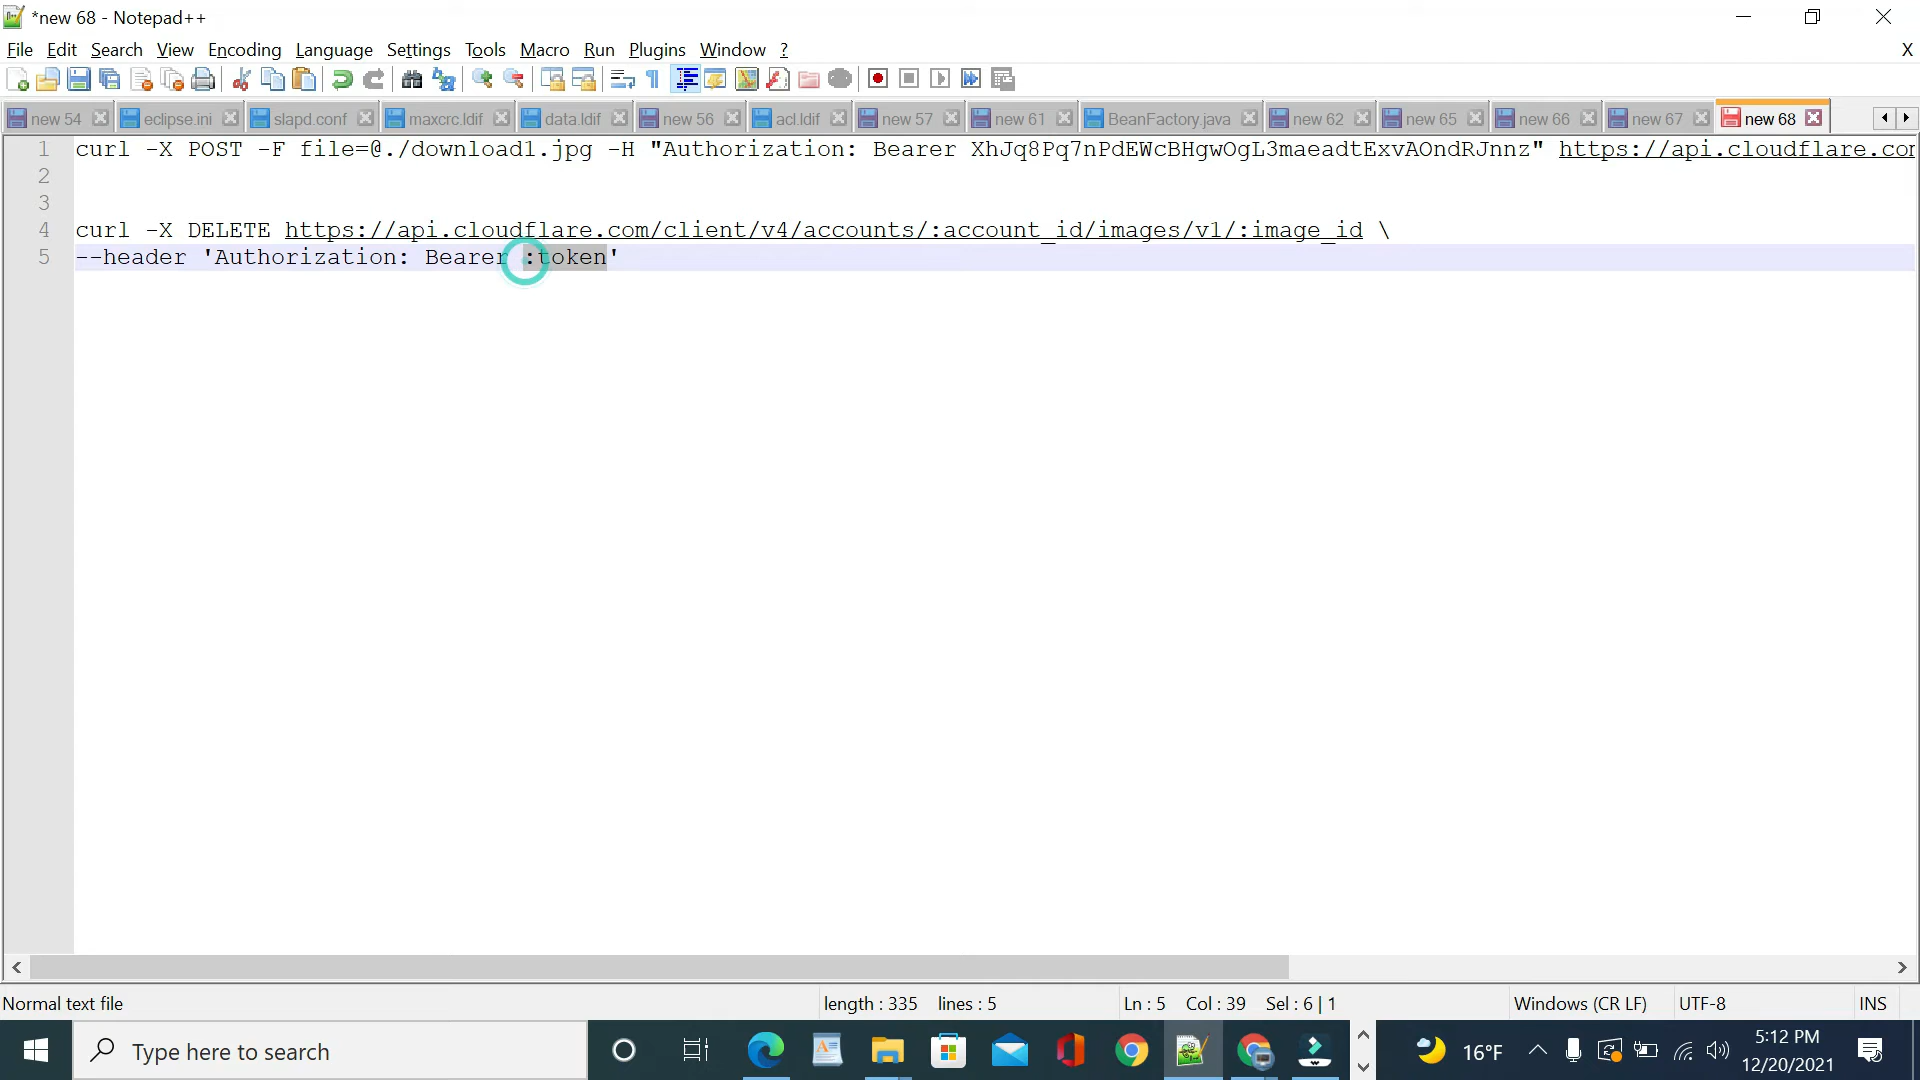 *new 68 - Notepad++
File Edit Search View Encoding Language Settings Tools Macro Run Plugins Window ? X
new 54 eclipse.ini slapd.conf maxcrc.ldif data.ldif new 56 acl.ldif new 57 new 61 BeanFactory.java new 62 new 65 new 66 new 67 new 68
1 curl -X POST -F file=@./download1.jpg -H "Authorization: Bearer XhJq8Pq7nPdEWcBHgwOgL3maeadtExvAOndRJnnz" https://api.cloudflare.con
2
3
4 curl -X DELETE https://api.cloudflare.com/client/v4/accounts/:account_id/images/v1/:image_id \
5 --header 'Authorization: Bearer :token'
Normal text file length : 335 lines : 5 Ln : 5 Col : 39 Sel : 6 | 1 Windows (CR LF) UTF-8 INS
Type here to search 16°F 5:12 PM
12/20/2021